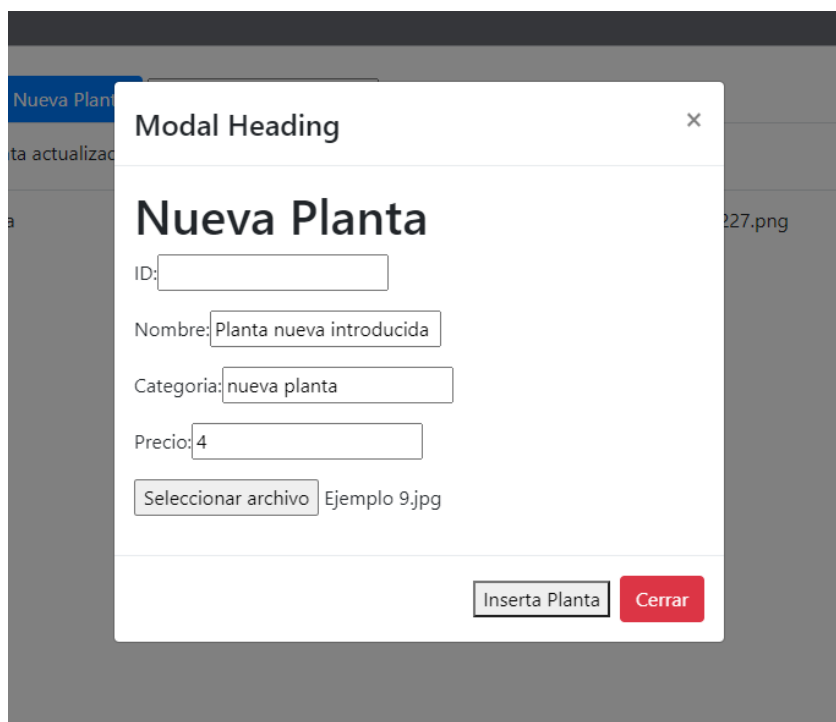 Nueva Plant
Modal Heading ×
ta actualizac
Nueva Planta
a
227.png
ID:
Nombre: Planta nueva introducida
Categoria: nueva planta
Precio: 4
Seleccionar archivo Ejemplo 9.jpg
Inserta Planta Cerrar